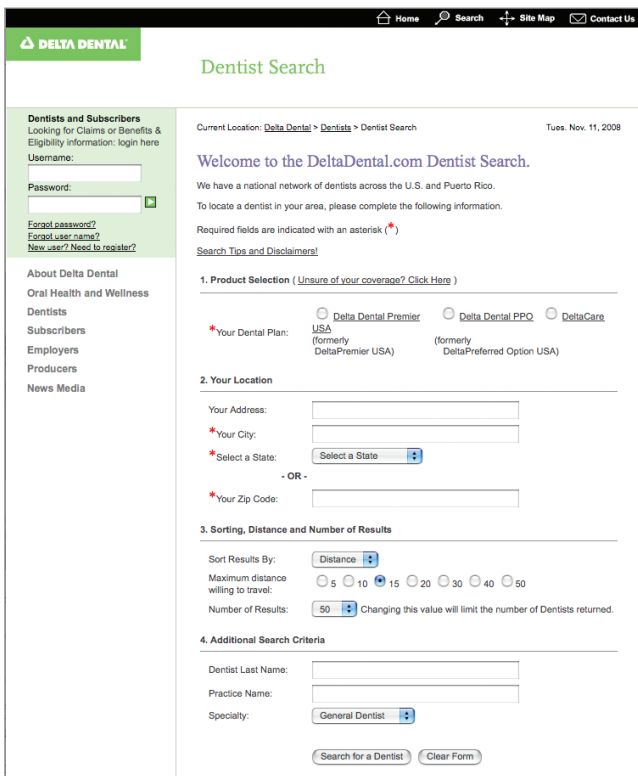 Home Search Site Map Contact Us
DELTA DENTAL®
Dentist Search
Dentists and Subscribers
Looking for Claims or Benefits &
Eligibility information: login here
Username:
Password:
Forgot password?
Forgot user name?
New user? Need to register?
About Delta Dental
Oral Health and Wellness
Dentists
Subscribers
Employers
Producers
News Media
Current Location: Delta Dental > Dentists > Dentist Search Tues. Nov. 11, 2008
Welcome to the DeltaDental.com Dentist Search.
We have a national network of dentists across the U.S. and Puerto Rico.
To locate a dentist in your area, please complete the following information.
Required fields are indicated with an asterisk (*)
Search Tips and Disclaimers!
1. Product Selection ( Unsure of your coverage? Click Here )
*Your Dental Plan:
Delta Dental Premier
USA
(formerly
DeltaPremier USA)
Delta Dental PPO
(formerly
DeltaPreferred Option USA)
DeltaCare
2. Your Location
Your Address:
*Your City:
*Select a State: Select a State
- OR -
*Your Zip Code:
3. Sorting, Distance and Number of Results
Sort Results By: Distance
Maximum distance
willing to travel: 5 10 15 20 30 40 50
Number of Results: 50 Changing this value will limit the number of Dentists returned.
4. Additional Search Criteria
Dentist Last Name:
Practice Name:
Specialty: General Dentist
Search for a Dentist Clear Form